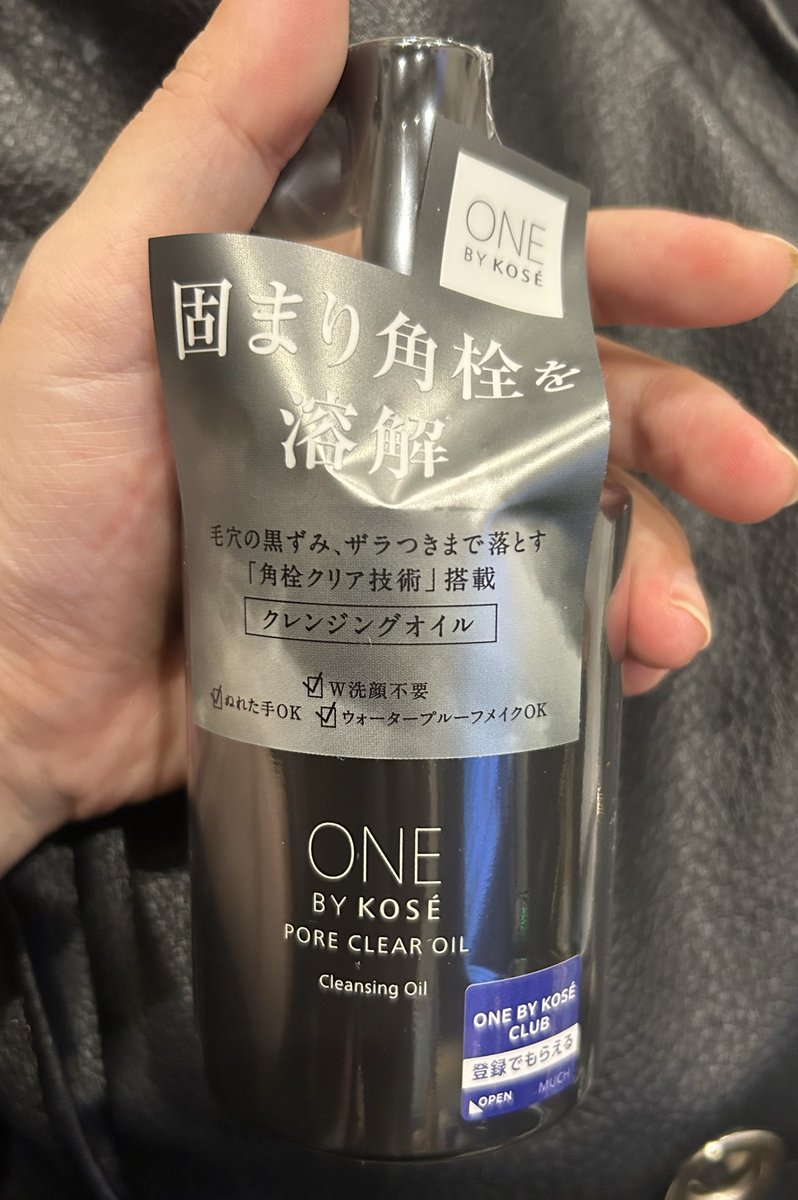 ONE
BY KOSÉ
固まり角栓を
溶解
毛穴の黒ずみ、ザラつきまで落とす
「角栓クリア技術」搭載
クレンジングオイル
W洗顔不要
ぬれた手OK ウォータープルーフメイクOK
ONE
BY KOSÉ
PORE CLEAR OIL
Cleansing Oil
ONE BY KOSÉ
CLUB
登録でもらえる
OPEN MUCH